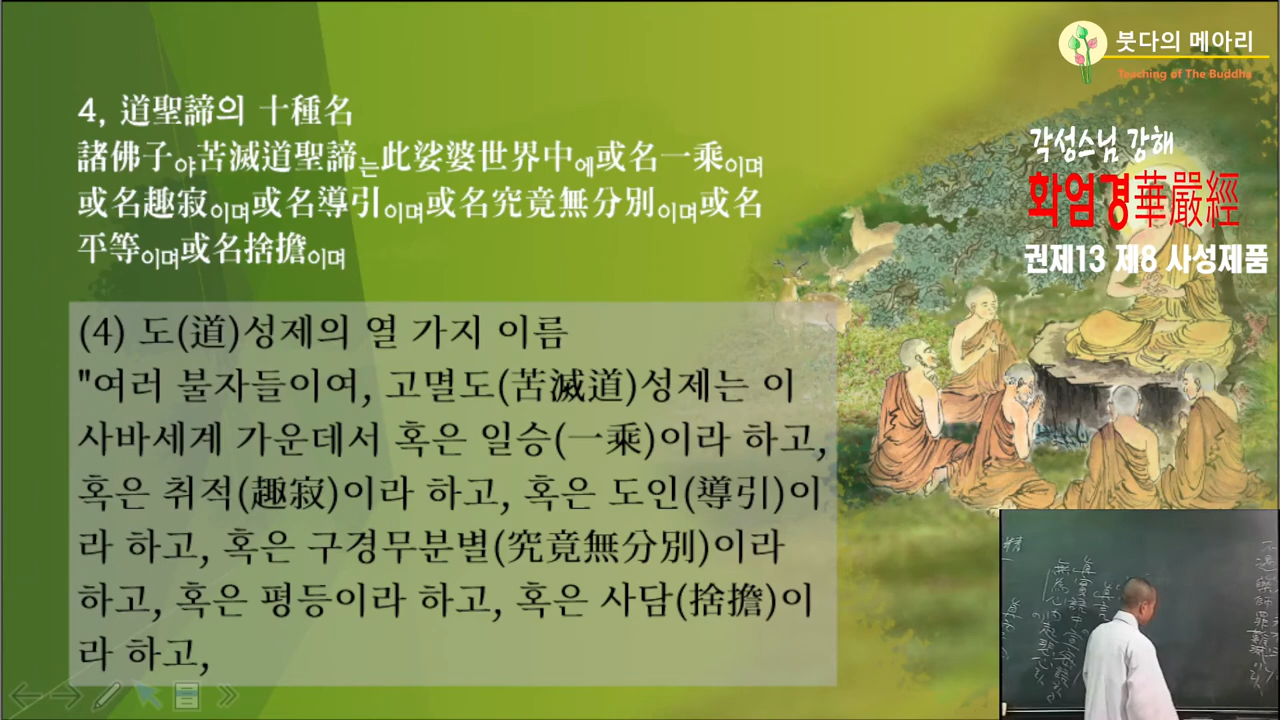 붓다의 메아리
Teaching of The Buddha
각성스님 강해
화엄경華嚴經
권제13 제8 사성제품
4, 道聖諦의 十種名
諸佛子야苦滅道聖諦는此娑婆世界中에或名一乘이며
或名趣寂이며或名導引이며或名究竟無分別이며或名
平等이며或名捨擔이며
(4) 도(道)성제의 열 가지 이름
"여러 불자들이여, 고멸도(苦滅道)성제는 이
사바세계 가운데서 혹은 일승(一乘)이라 하고,
혹은 취적(趣寂)이라 하고, 혹은 도인(導引)이
라 하고, 혹은 구경무분별(究竟無分別)이라
하고, 혹은 평등이라 하고, 혹은 사담(捨擔)이
라 하고,